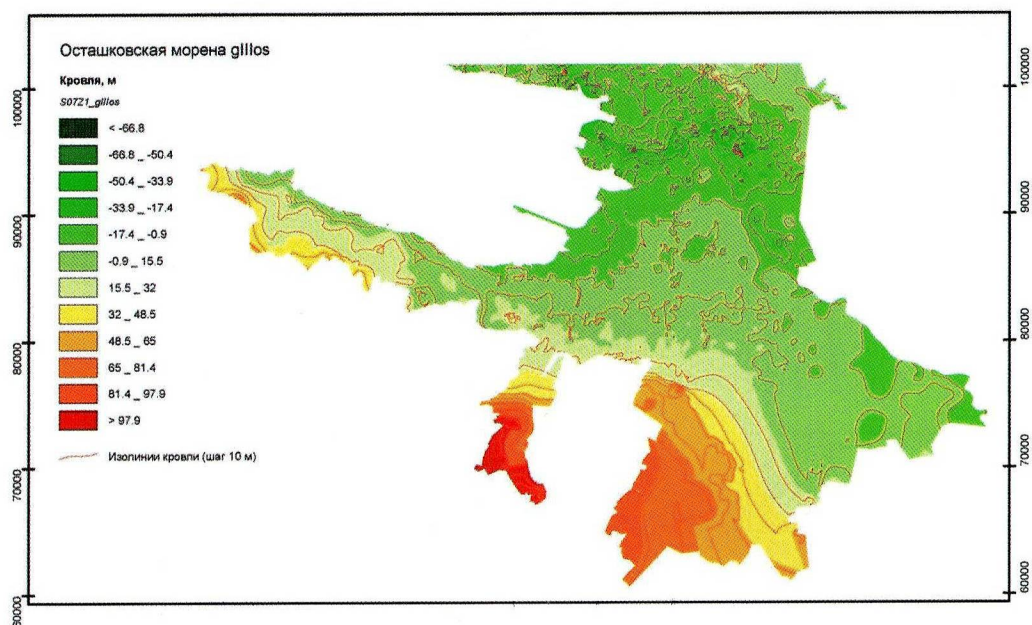 Осташковская морена gIIIos
Кровля, м
S07Z1_gIIIos
< -66.8
-66.8 _ -50.4
-50.4 _ -33.9
-33.9 _ -17.4
-17.4 _ -0.9
-0.9 _ 15.5
15.5 _ 32
32 _ 48.5
48.5 _ 65
65 _ 81.4
81.4 _ 97.9
> 97.9
Изолинии кровли (шаг 10 м)
100000
90000
80000
70000
100000
90000
80000
70000
60000